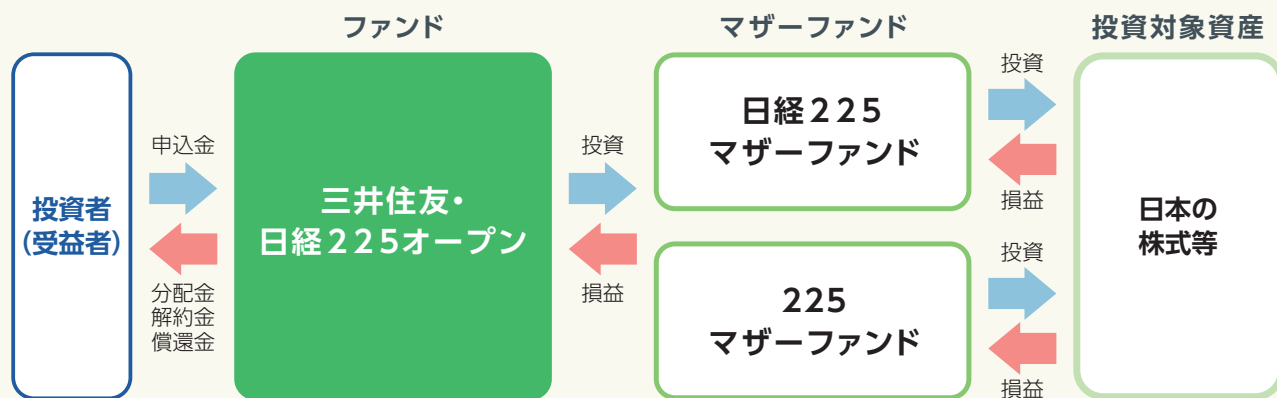 ファンド
マザーファンド
投資対象資産
投資者
(受益者)
申込金
分配金
解約金
償還金
三井住友・
日経２２５オープン
投資
損益
日経２２５
マザーファンド
225
マザーファンド
投資
損益
投資
損益
日本の
株式等